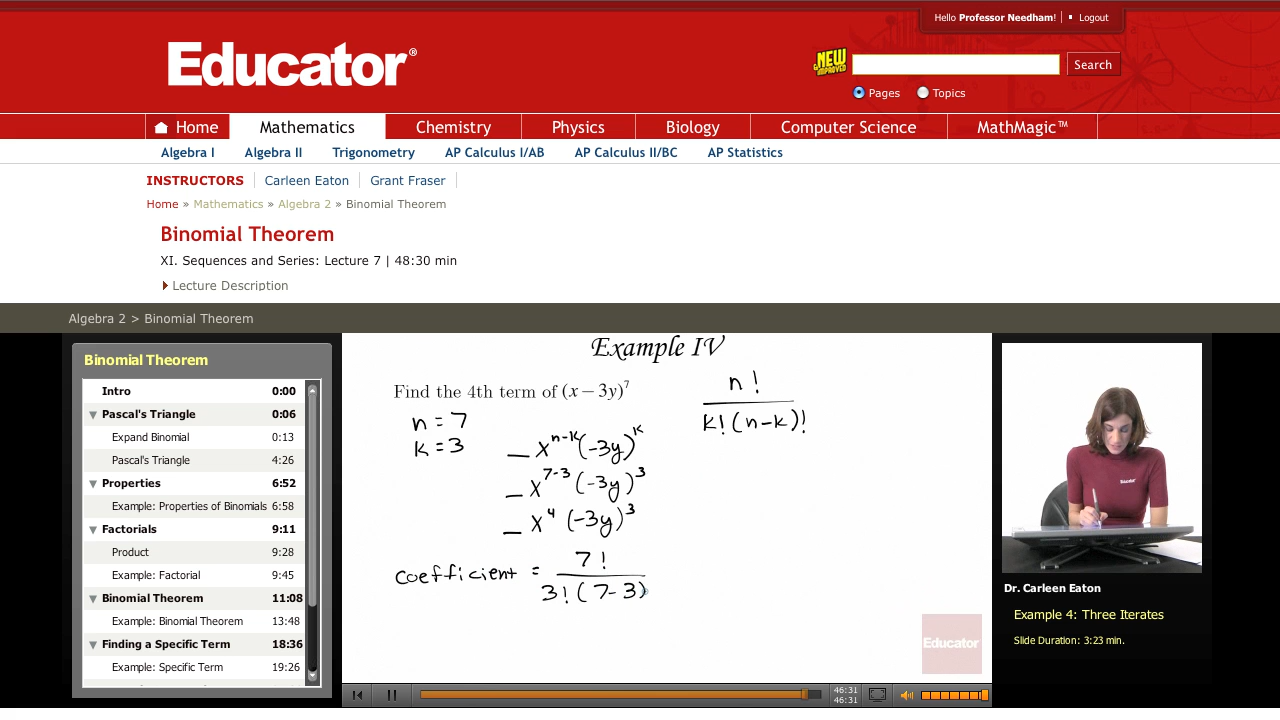 Hello Professor Needham! | ▪ Logout
Educator®
NEW & IMPROVED
Search
Pages Topics
Home Mathematics Chemistry Physics Biology Computer Science MathMagic™
Algebra I Algebra II Trigonometry AP Calculus I/AB AP Calculus II/BC AP Statistics
INSTRUCTORS Carleen Eaton Grant Fraser
Home » Mathematics » Algebra 2 » Binomial Theorem
Binomial Theorem
XI. Sequences and Series: Lecture 7 | 48:30 min
Lecture Description
Algebra 2 > Binomial Theorem
Binomial Theorem
Intro 0:00
Pascal's Triangle 0:06
Expand Binomial 0:13
Pascal's Triangle 4:26
Properties 6:52
Example: Properties of Binomials 6:58
Factorials 9:11
Product 9:28
Example: Factorial 9:45
Binomial Theorem 11:08
Example: Binomial Theorem 13:48
Finding a Specific Term 18:36
Example: Specific Term 19:26
Example IV
Find the 4th term of (x – 3y)⁷
n!
k!(n-k)!
n = 7
k = 3
_ x^(n-k) (-3y)^k
_ x^(7-3) (-3y)^3
_ x^4 (-3y)^3
coefficient = 7!
3!(7-3)
Educator
46:31
46:31
Educator
Dr. Carleen Eaton
Example 4: Three Iterates
Slide Duration: 3:23 min.